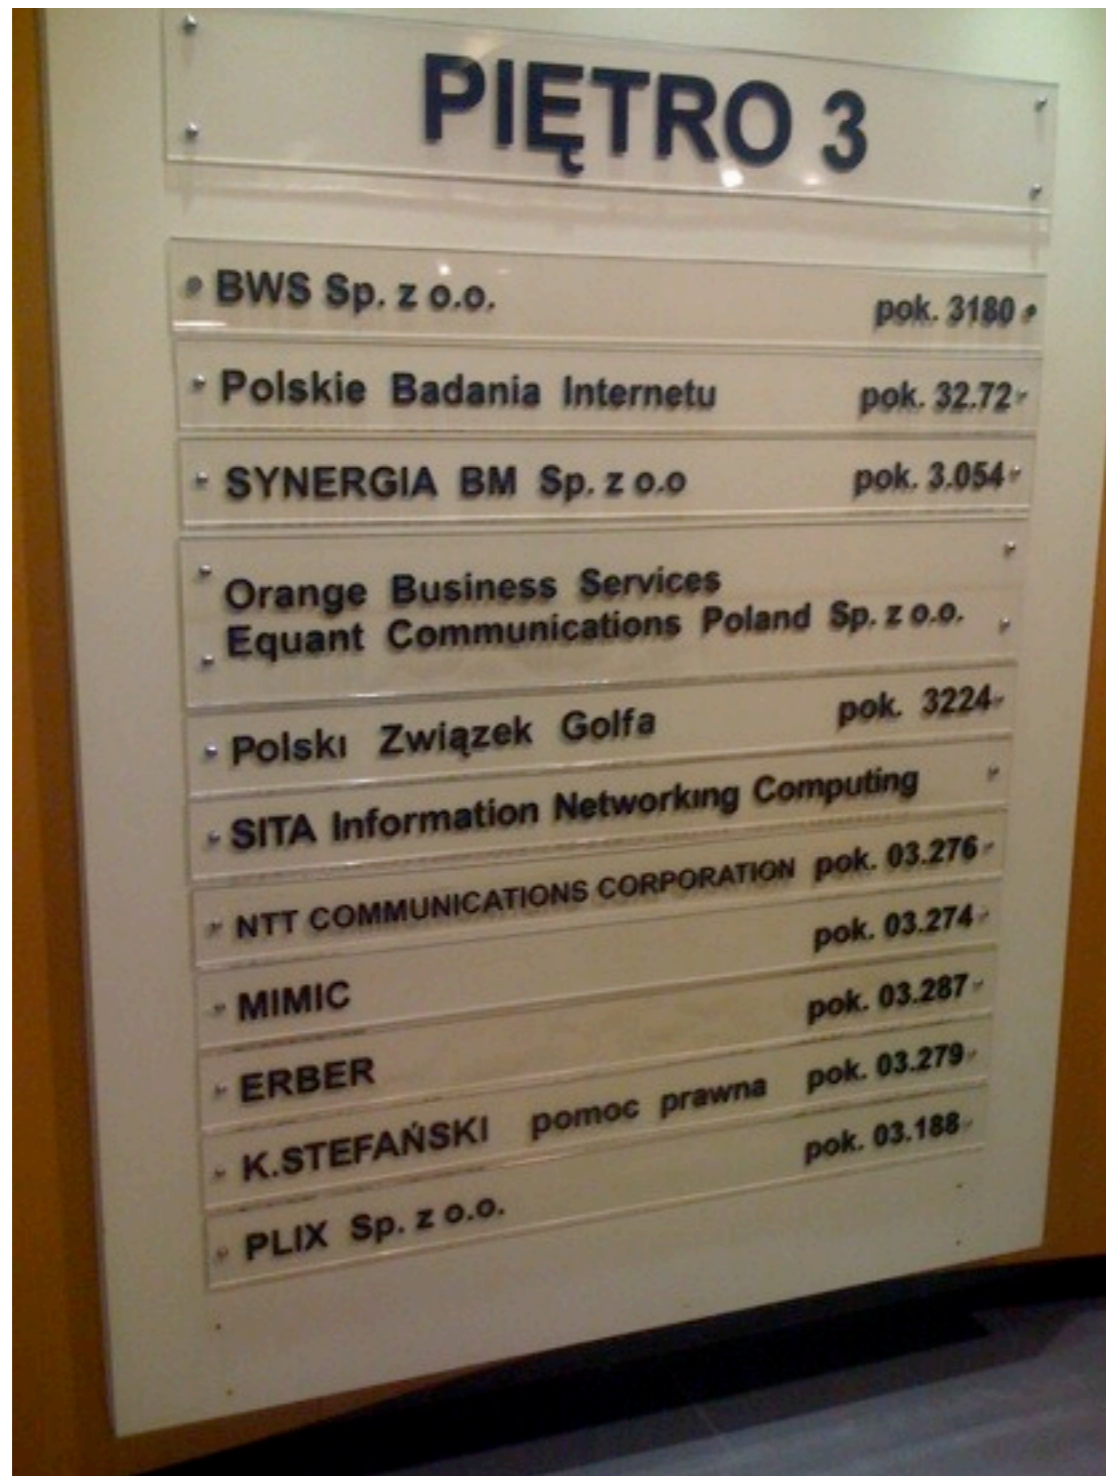 PIĘTRO 3
BWS Sp. z o.o. pok. 3180
Polskie Badania Internetu pok. 32.72
SYNERGIA BM Sp. z o.o pok. 3.054
Orange Business Services
Equant Communications Poland Sp. z o.o.
Polski Związek Golfa pok. 3224
SITA Information Networking Computing
NTT COMMUNICATIONS CORPORATION pok. 03.276
MIMIC pok. 03.274
ERBER pok. 03.287
K.STEFAŃSKI pomoc prawna pok. 03.279
PLIX Sp. z o.o. pok. 03.188